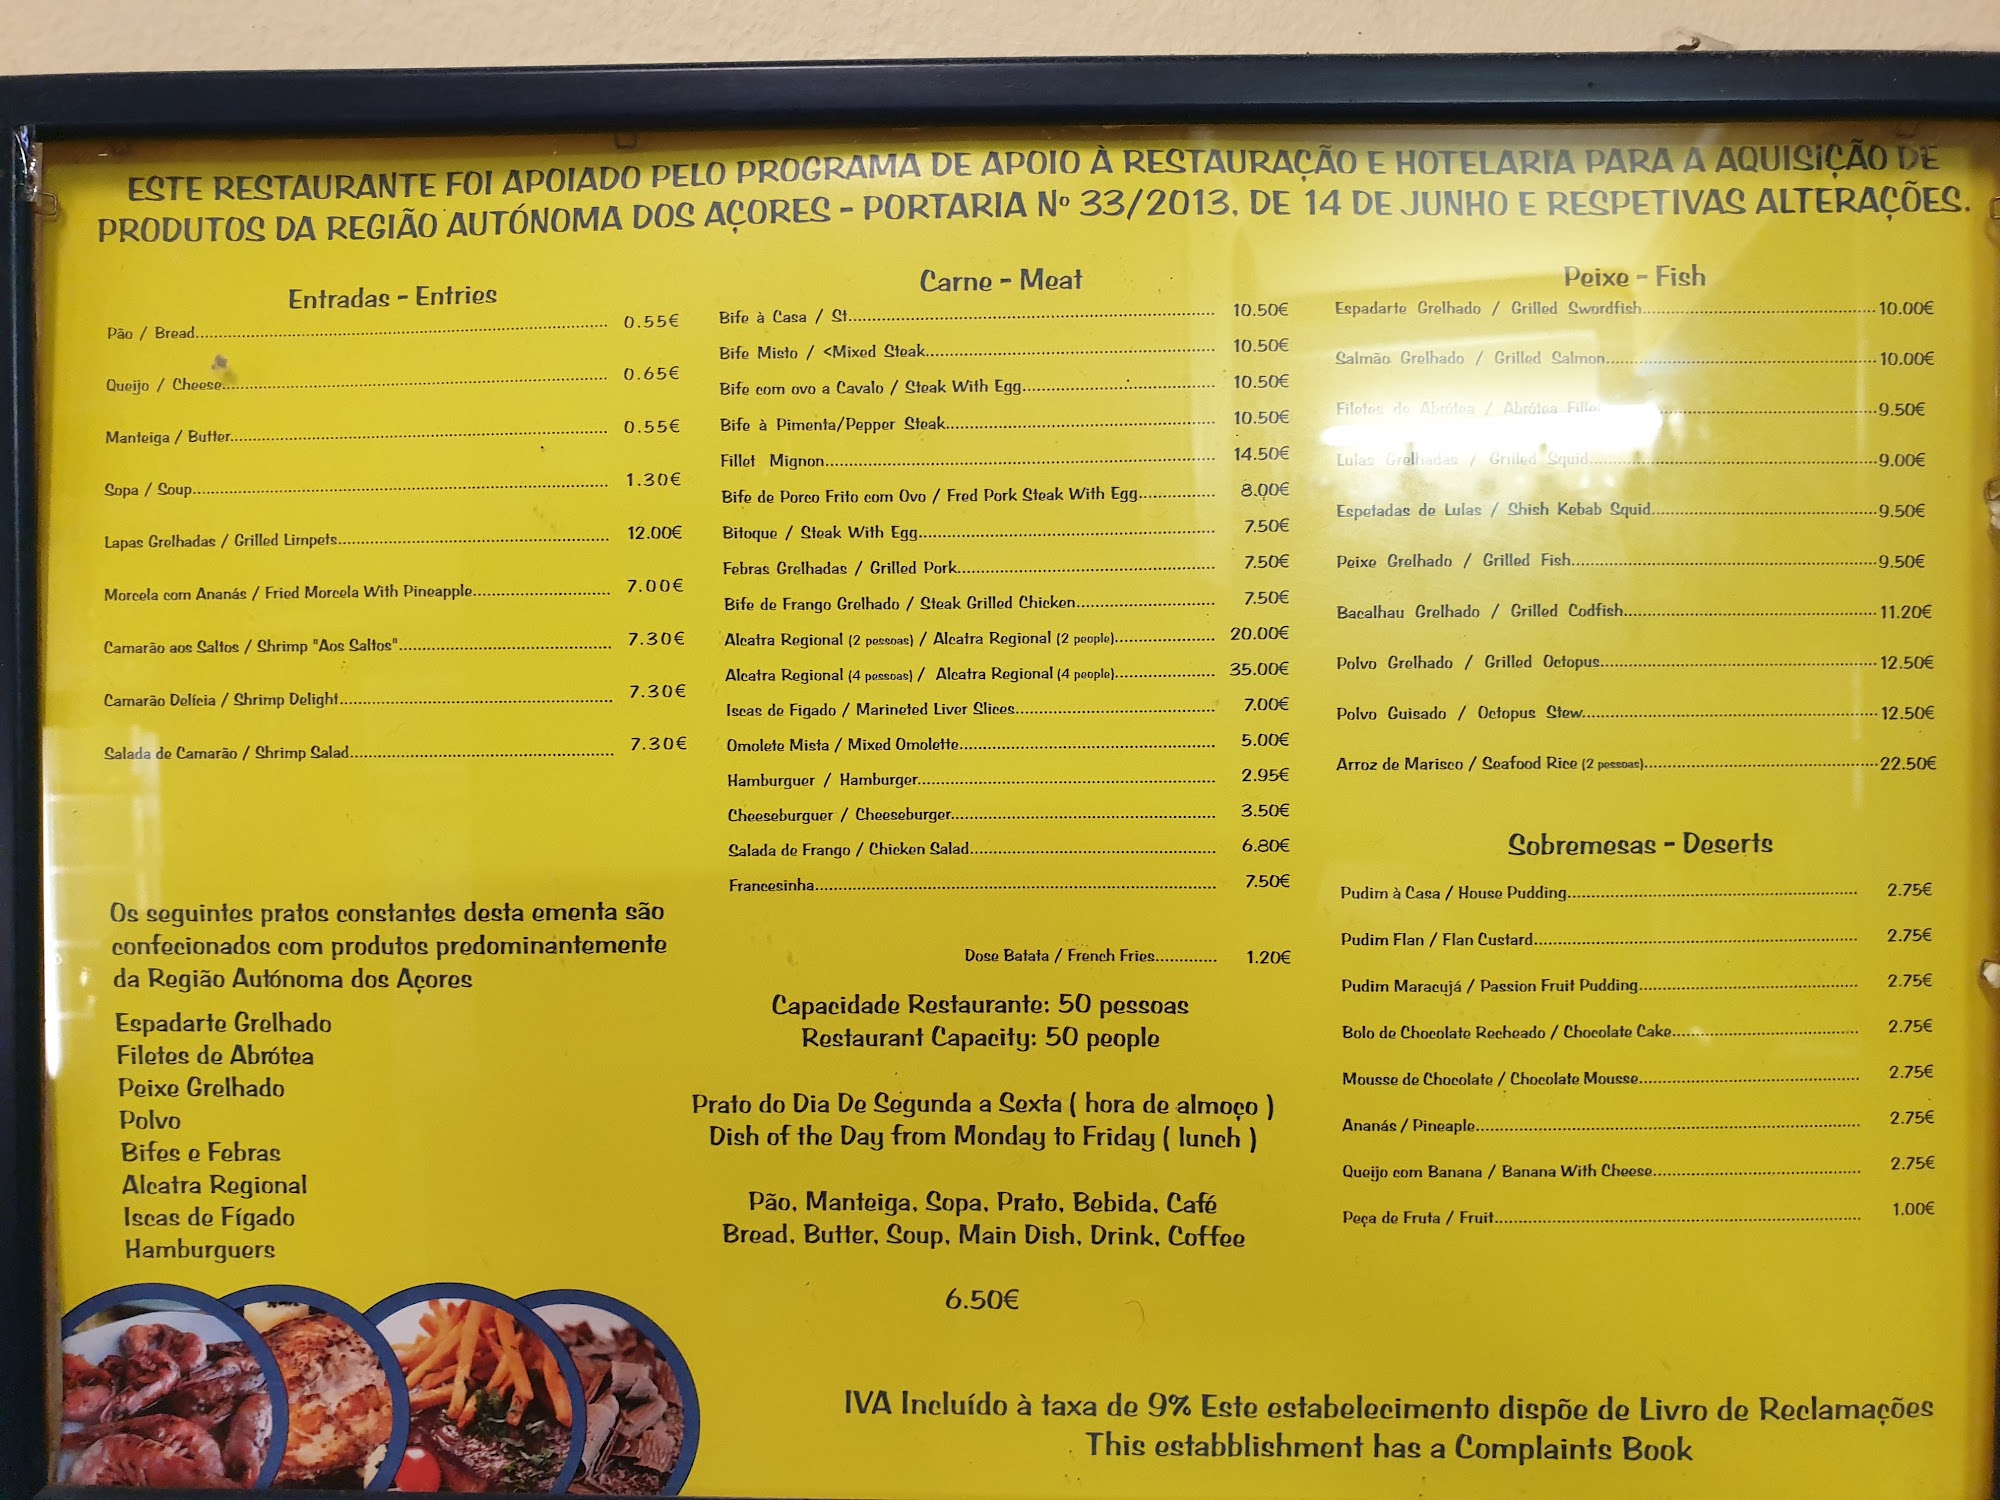 ESTE RESTAURANTE FOI APOIADO PELO PROGRAMA DE APOIO À RESTAURAÇÃO E HOTELARIA PARA A AQUISIÇÃO DE
PRODUTOS DA REGIÃO AUTÓNOMA DOS AÇORES - PORTARIA Nº 33/2013, DE 14 DE JUNHO E RESPETIVAS ALTERAÇÕES.
Entradas - Entries
Pão / Bread 0.55€
Queijo / Cheese 0.65€
Manteiga / Butter 0.55€
Sopa / Soup 1.30€
Lapas Grelhadas / Grilled Limpets 12.00€
Morcela com Ananás / Fried Morcela With Pineapple 7.00€
Camarão aos Saltos / Shrimp "Aos Saltos" 7.30€
Camarão Delícia / Shrimp Delight 7.30€
Salada de Camarão / Shrimp Salad 7.30€
Os seguintes pratos constantes desta ementa são
confecionados com produtos predominantemente
da Região Autónoma dos Açores
Espadarte Grelhado
Filetes de Abrótea
Peixe Grelhado
Polvo
Bifes e Febras
Alcatra Regional
Iscas de Fígado
Hamburguers
Carne - Meat
Bife à Casa / St 10.50€
Bife Misto / <Mixed Steak 10.50€
Bife com ovo a Cavalo / Steak With Egg 10.50€
Bife à Pimenta/Pepper Steak 10.50€
Fillet Mignon 14.50€
Bife de Porco Frito com Ovo / Fred Pork Steak With Egg 8.00€
Bitoque / Steak With Egg 7.50€
Febras Grelhadas / Grilled Pork 7.50€
Bife de Frango Grelhado / Steak Grilled Chicken 7.50€
Alcatra Regional (2 pessoas) / Alcatra Regional (2 people) 20.00€
Alcatra Regional (4 pessoas) / Alcatra Regional (4 people) 35.00€
Iscas de Figado / Marineted Liver Slices 7.00€
Omolete Mista / Mixed Omolette 5.00€
Hamburguer / Hamburger 2.95€
Cheeseburguer / Cheeseburger 3.50€
Salada de Frango / Chicken Salad 6.80€
Francesinha 7.50€
Dose Batata / French Fries 1.20€
Capacidade Restaurante: 50 pessoas
Restaurant Capacity: 50 people
Prato do Dia De Segunda a Sexta ( hora de almoço )
Dish of the Day from Monday to Friday ( lunch )
Pão, Manteiga, Sopa, Prato, Bebida, Café
Bread, Butter, Soup, Main Dish, Drink, Coffee
6.50€
Peixe - Fish
Espadarte Grelhado / Grilled Swordfish 10.00€
Salmão Grelhado / Grilled Salmon 10.00€
Filetes de Abrótea / Abrótea 9.50€
Lulas Grelhadas / Grilled Squid 9.00€
Espetadas de Lulas / Shish Kebab Squid 9.50€
Peixe Grelhado / Grilled Fish 9.50€
Bacalhau Grelhado / Grilled Codfish 11.20€
Polvo Grelhado / Grilled Octopus 12.50€
Polvo Guisado / Octopus Stew 12.50€
Arroz de Marisco / Seafood Rice (2 pessoas) 22.50€
Sobremesas - Deserts
Pudim à Casa / House Pudding 2.75€
Pudim Flan / Flan Custard 2.75€
Pudim Maracujá / Passion Fruit Pudding 2.75€
Bolo de Chocolate Recheado / Chocolate Cake 2.75€
Mousse de Chocolate / Chocolate Mousse 2.75€
Ananás / Pineaple 2.75€
Queijo com Banana / Banana With Cheese 2.75€
Peça de Fruta / Fruit 1.00€
IVA Incluído à taxa de 9% Este estabelecimento dispõe de Livro de Reclamações
This estabblishment has a Complaints Book